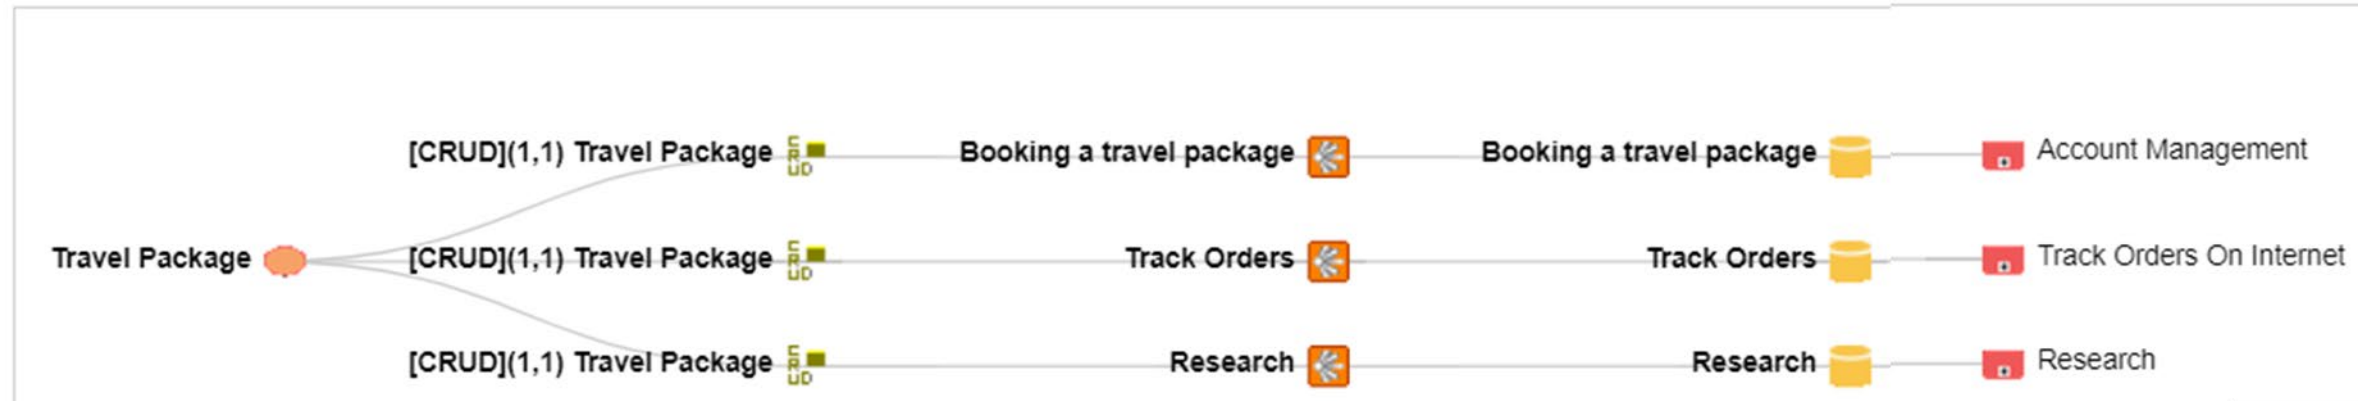 [CRUD](1,1) Travel Package Booking a travel package Booking a travel package Account Management
Travel Package [CRUD](1,1) Travel Package Track Orders Track Orders Track Orders On Internet
[CRUD](1,1) Travel Package Research Research Research